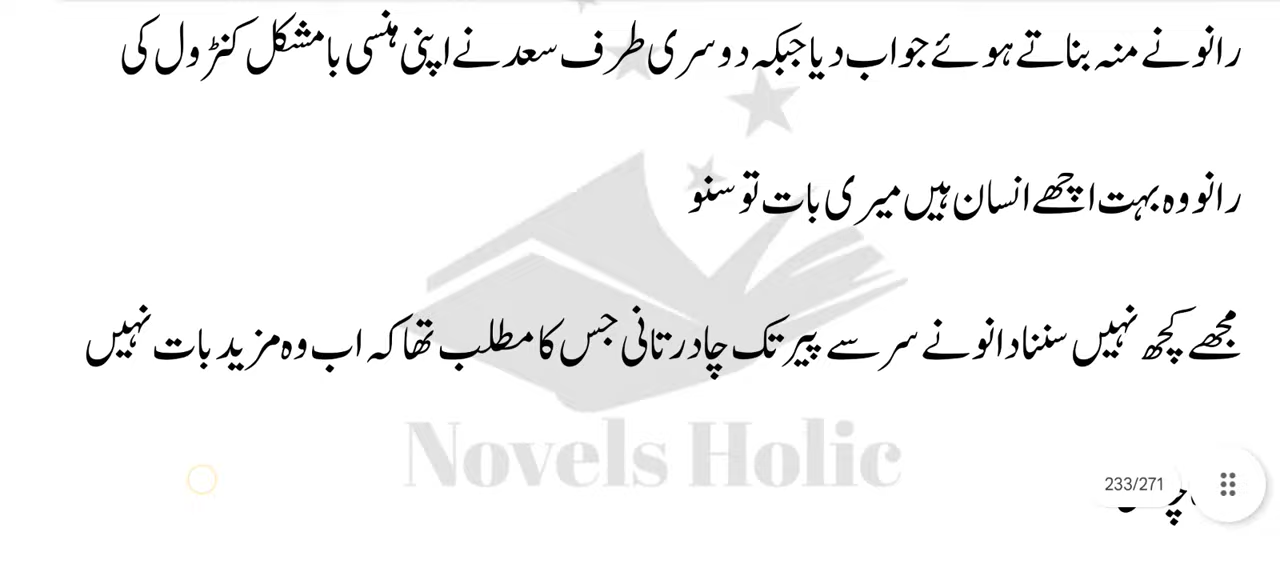 رانو نے منہ بناتے ہوئے جواب دیا جبکہ دوسری طرف سعد نے اپنی ہنسی بامشکل کنٹرول کی
رانو وہ بہت اچھے انسان ہیں میری بات تو سنو
مجھے کچھ نہیں سننا دانو نے سر سے پیر تک چادر تانی جس کا مطلب تھا کہ اب وہ مزید بات نہیں
Novels Holic
233/271